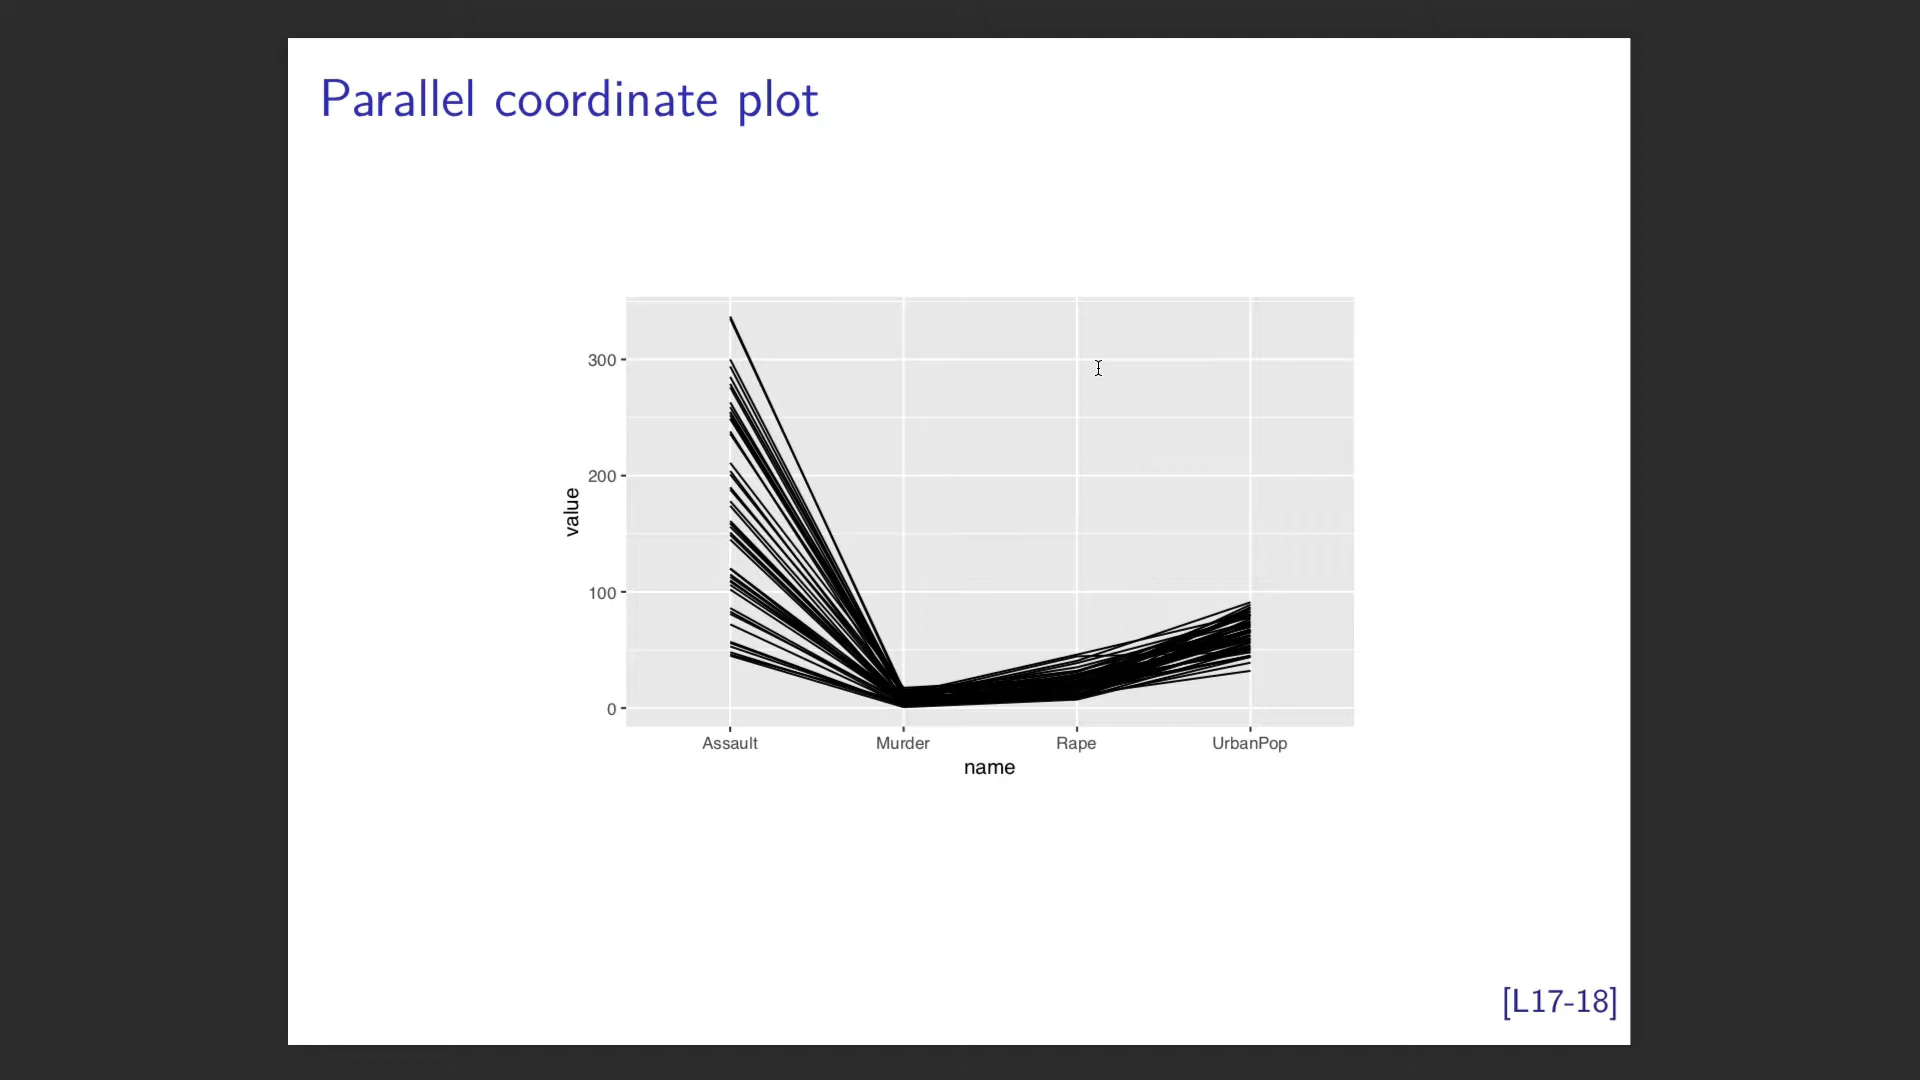 Parallel coordinate plot
300
200
100
0
value
Assault Murder Rape UrbanPop
name
[L17-18]